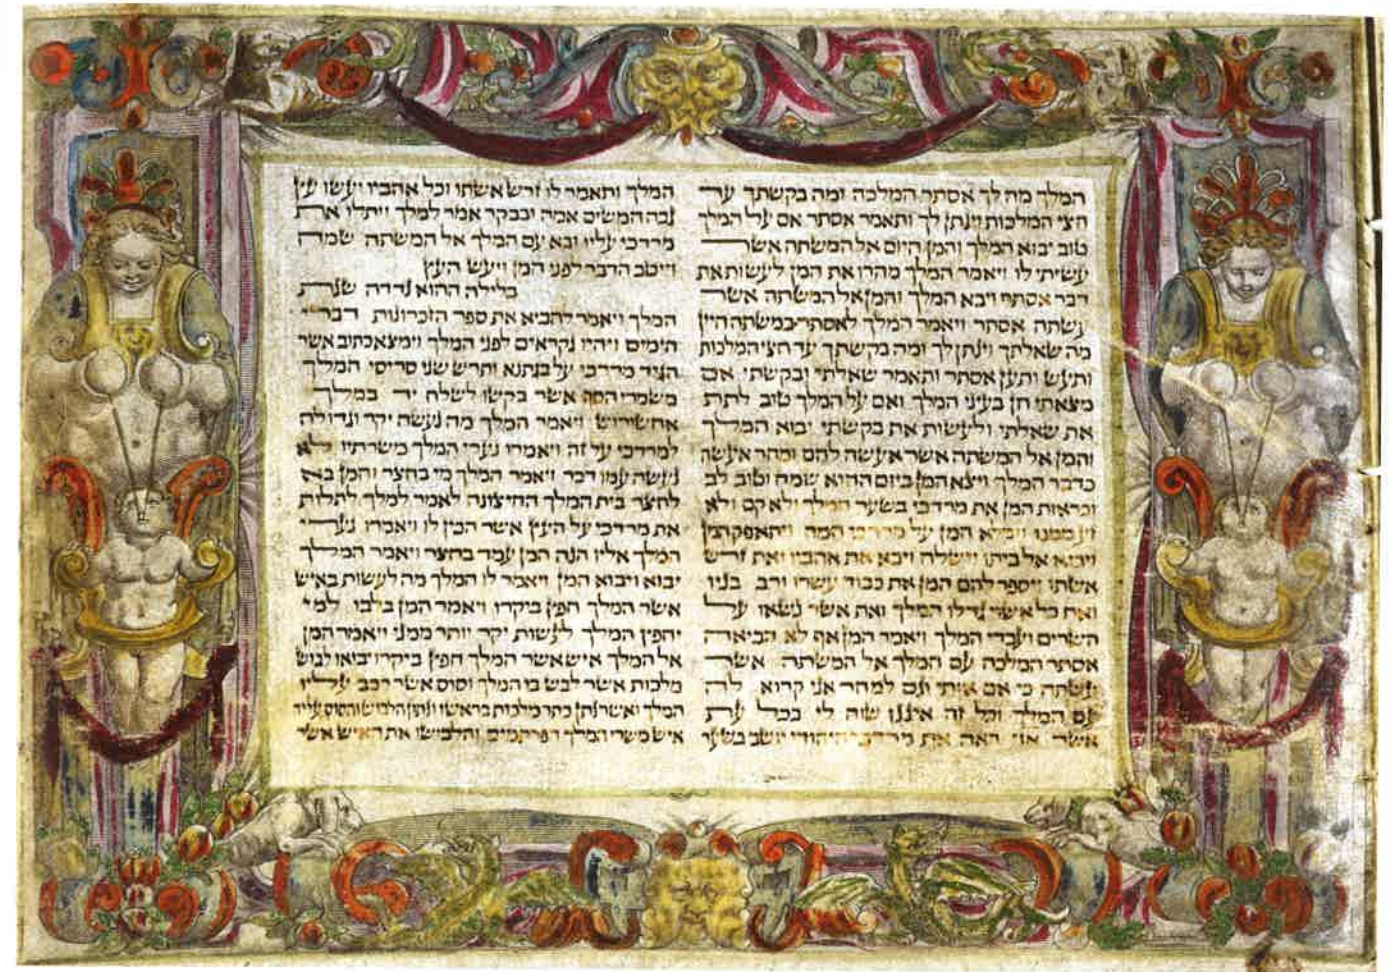 המלך מה לך אסתר המלכה ומה בקשתך עד
חצי המלכות וינתן לך ותאמר אסתר אם על המלך
טוב יבוא המלך והמן היום אל המשתה אשר
עשיתי לו ויאמר המלך מהרו את המן לעשות את
דבר אסתר ויבא המלך והמן אל המשתה אשר
עשתה אסתר ויאמר המלך לאסתר במשתה היין
מה שאלתך וינתן לך ומה בקשתך עד חצי המלכות
ותעש ותען אסתר ותאמר שאלתי ובקשתי אם
מצאתי חן בעיני המלך ואם על המלך טוב לתת
את שאלתי ולעשות את בקשתי יבוא המלך
והמן אל המשתה אשר אעשה להם ומחר אעשה
כדבר המלך ויצא המן ביום ההוא שמח וטוב לב
וכראות המן את מרדכי בשער המלך ולא קם ולא
זע ממנו וימלא המן על מרדכי חמה ויתאפק המן
ויבוא אל ביתו וישלח ויבא את אהביו ואת זרש
אשתו ויספר להם המן את כבוד עשרו ורב בניו
ואת כל אשר גדלו המלך ואת אשר נשאו על
השרים ועבדי המלך ויאמר המן אף לא הביאה
אסתר המלכה עם המלך אל המשתה אשר
עשתה כי אם אותי וגם למחר אני קרוא לה
עם המלך וכל זה איננו שוה לי בכל עת
אשר אני ראה את מרדכי היהודי יושב בשער
המלך ותאמר לו זרש אשתו וכל אהביו יעשו עץ
גבה חמשים אמה ובבקר אמר למלך ויתלו את
מרדכי עליו ובא עם המלך אל המשתה שמח
וייטב הדבר לפני המן ויעש העץ
בלילה ההוא נדדה שנת
המלך ויאמר להביא את ספר הזכרונות דברי
הימים ויהיו נקראים לפני המלך וימצא כתוב אשר
הגיד מרדכי על בגתנא ותרש שני סריסי המלך
משמרי הסף אשר בקשו לשלח יד במלך
אחשורוש ויאמר המלך מה נעשה יקר וגדולה
למרדכי על זה ויאמרו נערי המלך משרתיו לא
נעשה עמו דבר ויאמר המלך מי בחצר והמן בא
לחצר בית המלך החיצונה לאמר למלך לתלות
את מרדכי על העץ אשר הכין לו ויאמרו נערי
המלך אליו הנה המן עמד בחצר ויאמר המלך
יבוא ויבוא המן ויאמר לו המלך מה לעשות באיש
אשר המלך חפץ ביקרו ויאמר המן בלבו למי
יחפץ המלך לעשות יקר יותר ממני ויאמר המן
אל המלך איש אשר המלך חפץ ביקרו יביאו לבוש
מלכות אשר לבש בו המלך וסוס אשר רכב עליו
המלך ואשר נתן כתר מלכות בראשו ונתון הלבוש והסוס על יד
איש משרי המלך הפרתמים והלבישו את האיש אשר